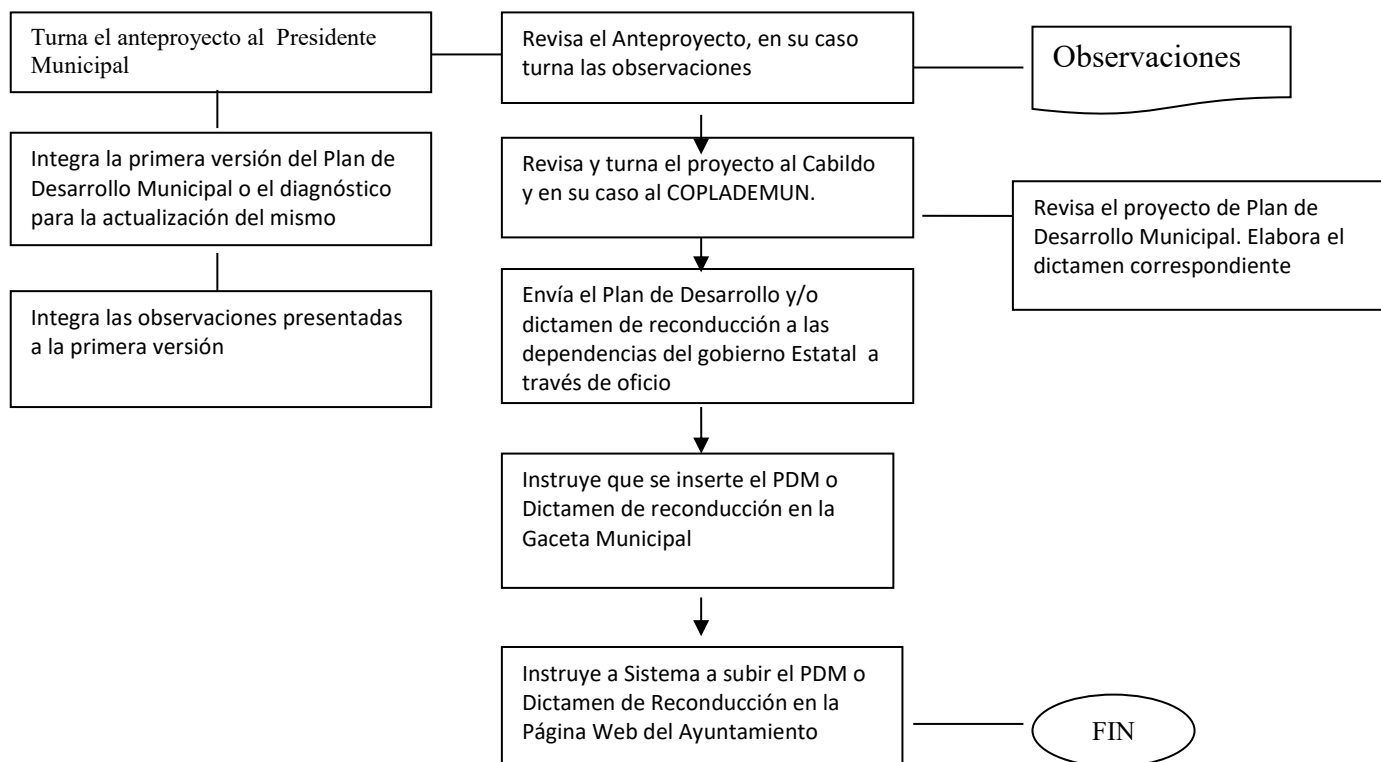 Turna el anteproyecto al  Presidente
Municipal
Revisa el Anteproyecto, en su caso
turna las observaciones
Observaciones
Integra la primera versión del Plan de
Desarrollo Municipal o el diagnóstico
para la actualización del mismo
Revisa y turna el proyecto al Cabildo
y en su caso al COPLADEMUN.
Revisa el proyecto de Plan de
Desarrollo Municipal. Elabora el
dictamen correspondiente
Integra las observaciones presentadas
a la primera versión
Envía el Plan de Desarrollo y/o
dictamen de reconducción a las
dependencias del gobierno Estatal  a
través de oficio
Instruye que se inserte el PDM o
Dictamen de reconducción en la
Gaceta Municipal
Instruye a Sistema a subir el PDM o
Dictamen de Reconducción en la
Página Web del Ayuntamiento
FIN